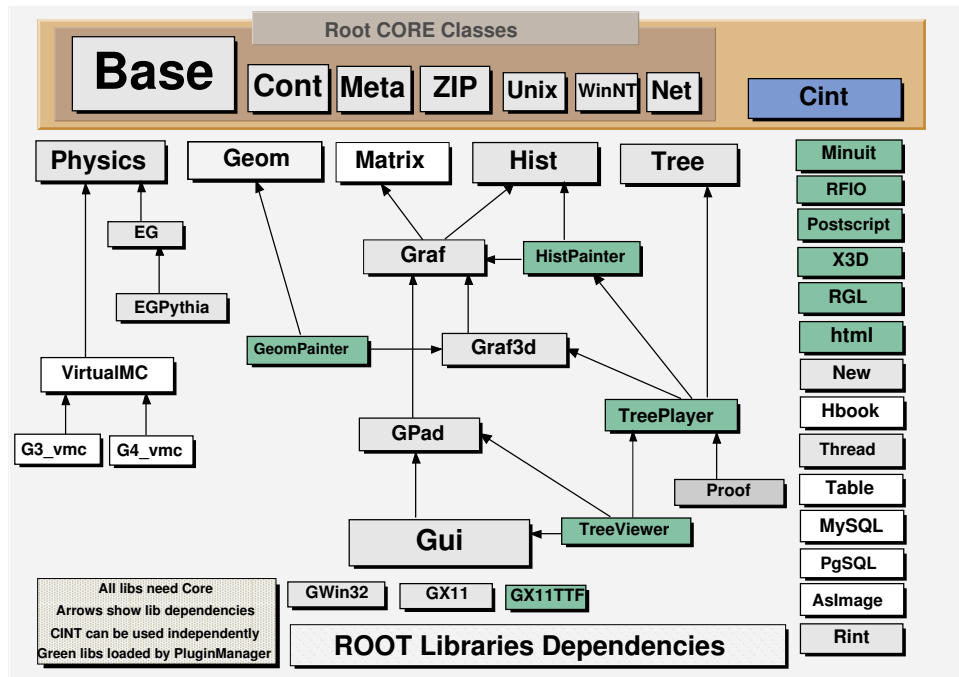 Root CORE Classes
Base
Cont
Meta
ZIP
Unix
WinNT
Net
Cint
Physics
Geom
Matrix
Hist
Tree
Minuit
RFIO
EG
Postscript
Graf
HistPainter
X3D
EGPythia
RGL
GeomPainter
Graf3d
html
VirtualMC
New
TreePlayer
Hbook
GPad
G3_vmc
G4_vmc
Thread
Proof
Table
Gui
TreeViewer
MySQL
PgSQL
All libs need Core
Arrows show lib dependencies
CINT can be used independently
Green libs loaded by PluginManager
GWin32
GX11
GX11TTF
AsImage
ROOT Libraries Dependencies
Rint